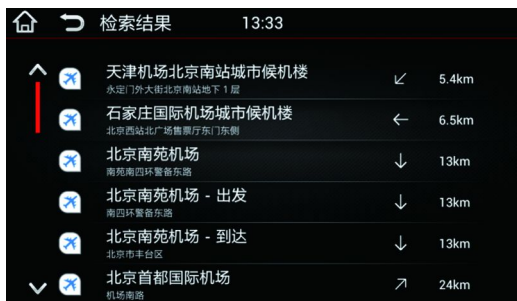 检索结果 13:33
天津机场北京南站城市候机楼 5.4km
永定门外大街北京南站地下1层
石家庄国际机场城市候机楼 6.5km
北京西站北广场售票厅东门东侧
北京南苑机场 13km
南苑南四环警备东路
北京南苑机场 - 出发 13km
南四环警备东路
北京南苑机场 - 到达 13km
北京市丰台区
北京首都国际机场 24km
机场南路